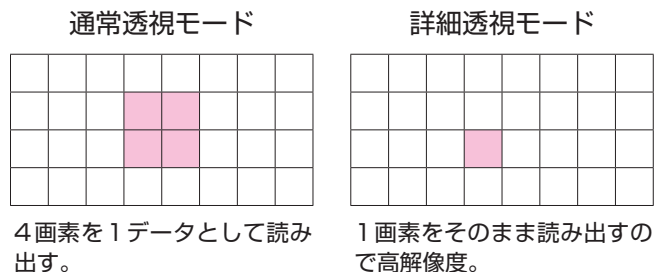 通常透視モード
詳細透視モード
4画素を1データとして読み
出す。
1画素をそのまま読み出すの
で高解像度。